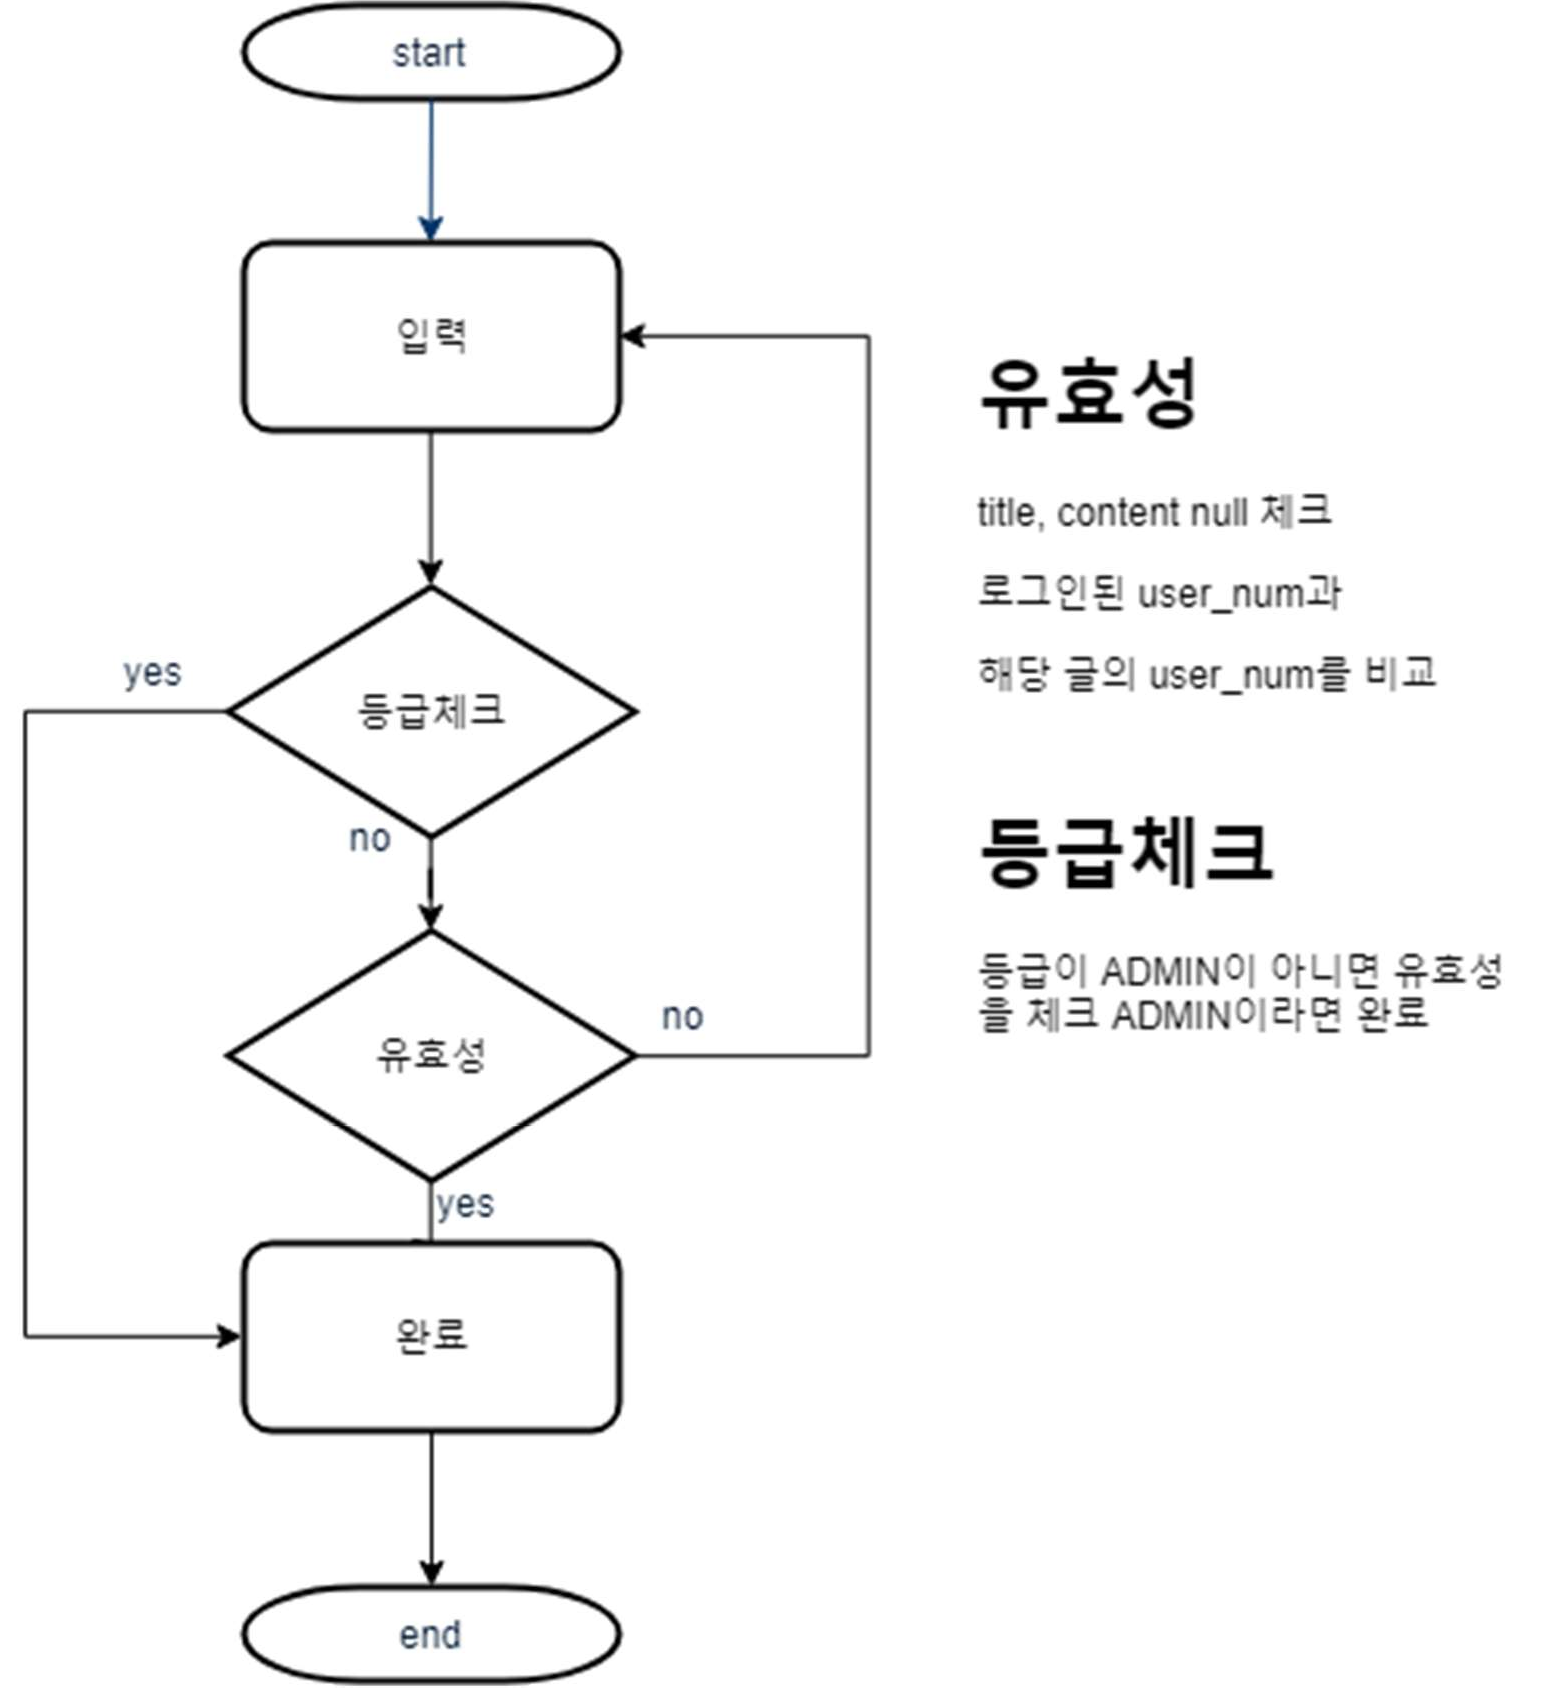 start
입력
등급체크
yes
no
유효성
no
yes
완료
end
유효성
title, content null 체크
로그인된 user_num과
해당 글의 user_num를 비교
등급체크
등급이 ADMIN이 아니면 유효성
을 체크 ADMIN이라면 완료